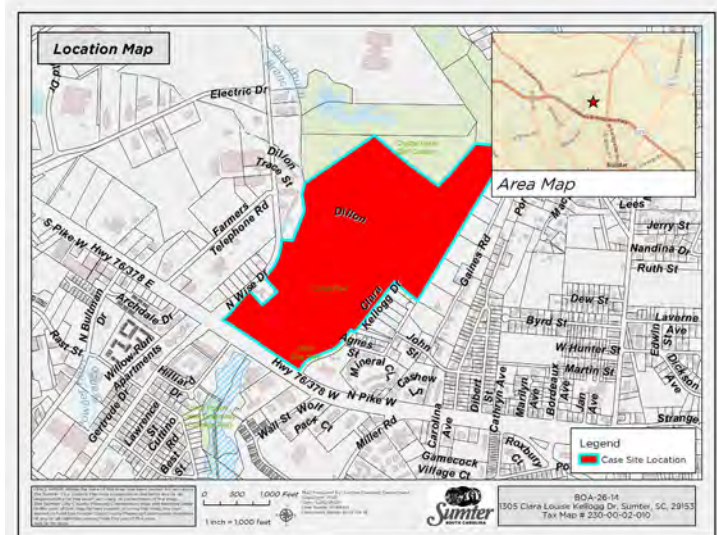 Location Map
Area Map
Electric Dr
Dillon
Trace St
Farmers
Telephone Rd
S Pike W
Hwy 76/378 E
N Wise Dr
Dillon
Clara
Kellogg Dr
Gaines Rd
Lees
Jerry St
Nandina Dr
Ruth St
Dew St
Byrd St
Laverne
Edwin
Ave
W Hunter St
Martin St
Dickson
Ave
Archdale Dr
N Bultman
Dr
Rast St
Willow Run
Apartments
Gertrude Dr
Hilliard
Dr
Lawrence
St
Cutino
Rd
Best St
Hwy 76/378 W
Agnes
St
John St
Mineral Ct
Cashew
Ln
N Pike W
Wall St
Wolf
Pack Ct
Miller Rd
Carolina
Ave
Dibert
St
Cathryn Ave
Marilyn
Ave
Bordeaux
Ave
Jan
Ave
Strange
Gamecock
Village Ct
Roxbury
Ct
Legend
Case Site Location
0 500 1,000 Feet
1 inch = 1,000 feet
Sumter
SOUTH CAROLINA
BOA-26-14
1305 Clara Louise Kellogg Dr, Sumter, SC, 29153
Tax Map # 230-00-02-010